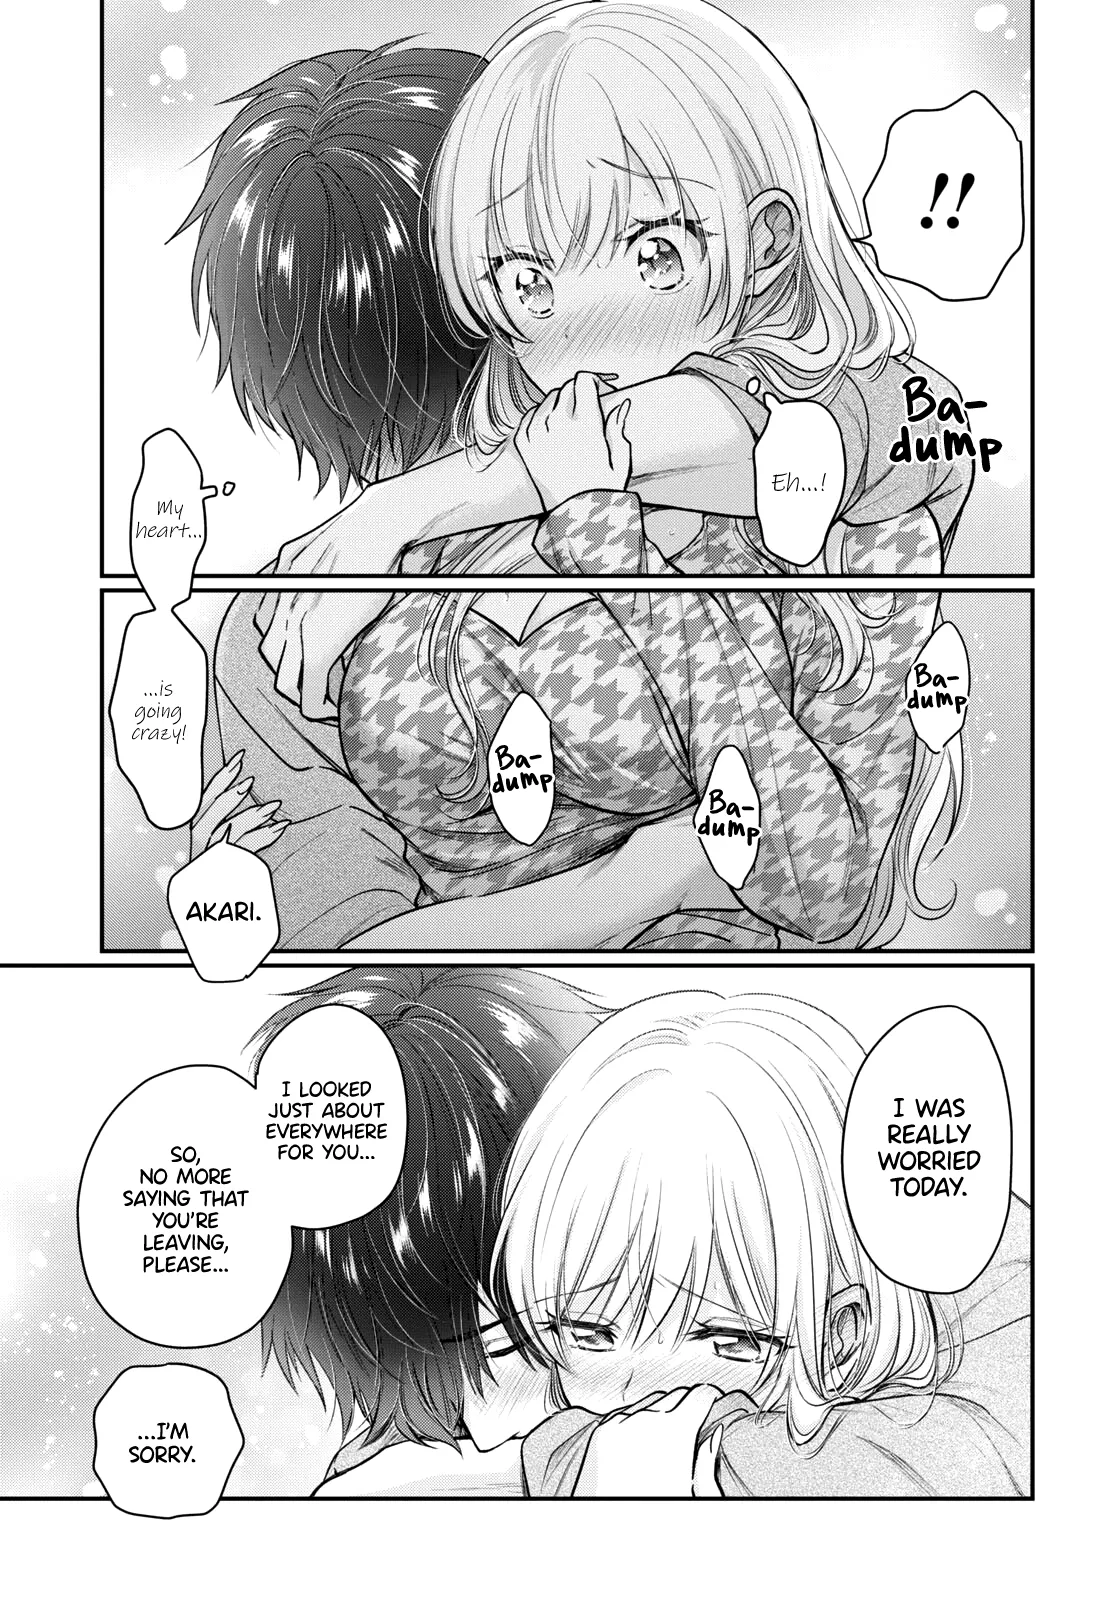 !!
Ba-
dump
Eh...!
My
heart...
...is
going
crazy!
Ba-
dump
Ba-
dump
Ba-
dump
AKARI.
I WAS
REALLY
WORRIED
TODAY.
I LOOKED
JUST ABOUT
EVERYWHERE
FOR YOU...
SO,
NO MORE
SAYING THAT
YOU'RE
LEAVING,
PLEASE...
...I'M
SORRY.